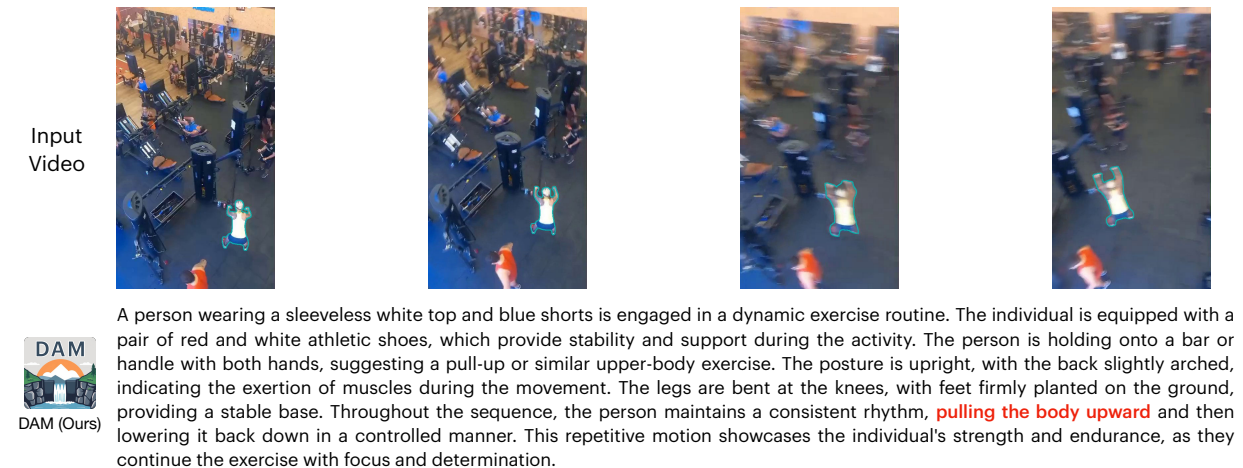 Input
Video
A person wearing a sleeveless white top and blue shorts is engaged in a dynamic exercise routine. The individual is equipped with a
pair of red and white athletic shoes, which provide stability and support during the activity. The person is holding onto a bar or
handle with both hands, suggesting a pull-up or similar upper-body exercise. The posture is upright, with the back slightly arched,
indicating the exertion of muscles during the movement. The legs are bent at the knees, with feet firmly planted on the ground,
providing a stable base. Throughout the sequence, the person maintains a consistent rhythm, pulling the body upward and then
lowering it back down in a controlled manner. This repetitive motion showcases the individual's strength and endurance, as they
continue the exercise with focus and determination.
DAM
DAM (Ours)